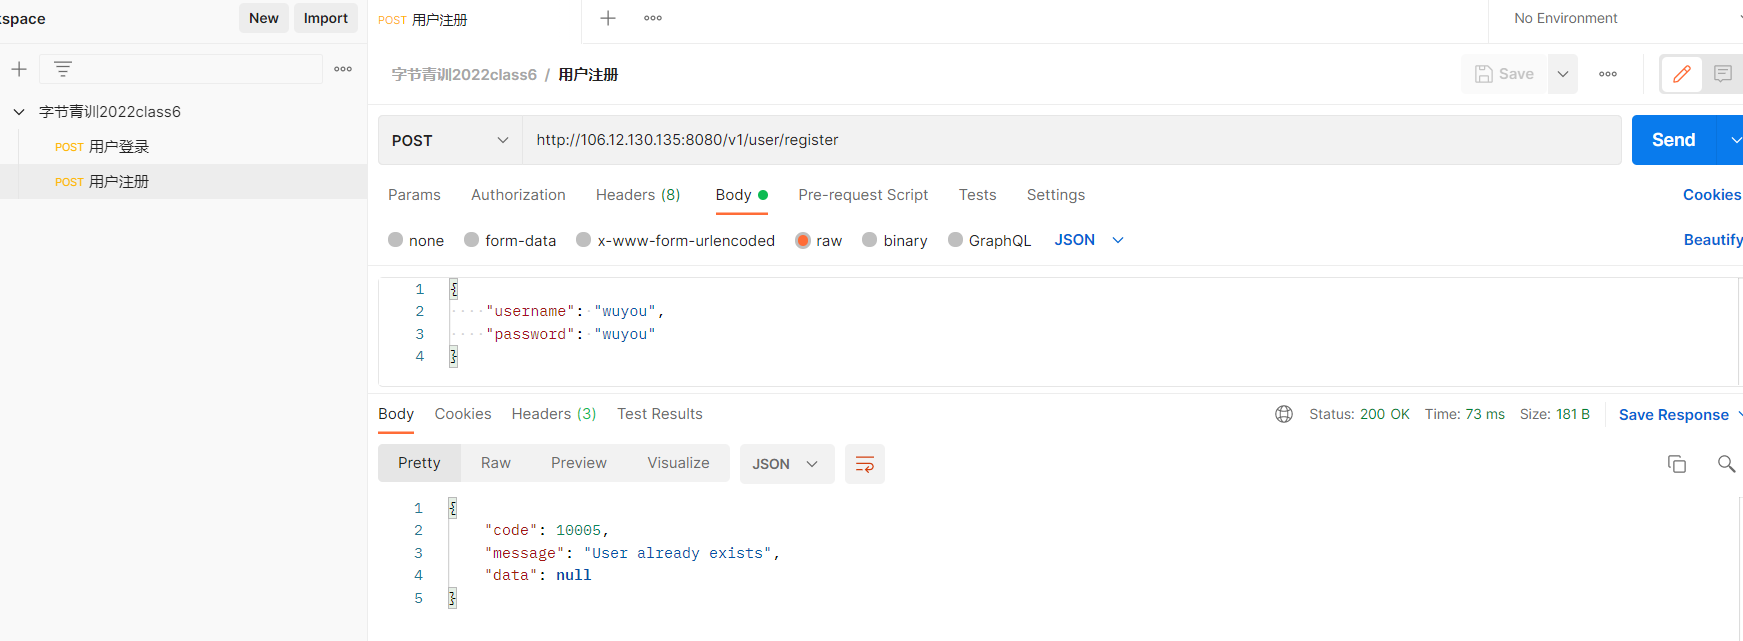 kspace
New
Import
POST 用户注册
No Environment
字节青训2022class6 / 用户注册
Save
字节青训2022class6
POST 用户登录
POST 用户注册
POST
http://106.12.130.135:8080/v1/user/register
Send
Params Authorization Headers (8) Body Pre-request Script Tests Settings
Cookies
none form-data x-www-form-urlencoded raw binary GraphQL JSON
Beautify
1 {
2 "username": "wuyou",
3 "password": "wuyou"
4 }
Body Cookies Headers (3) Test Results
Status: 200 OK Time: 73 ms Size: 181 B
Save Response
Pretty Raw Preview Visualize JSON
1 {
2 "code": 10005,
3 "message": "User already exists",
4 "data": null
5 }